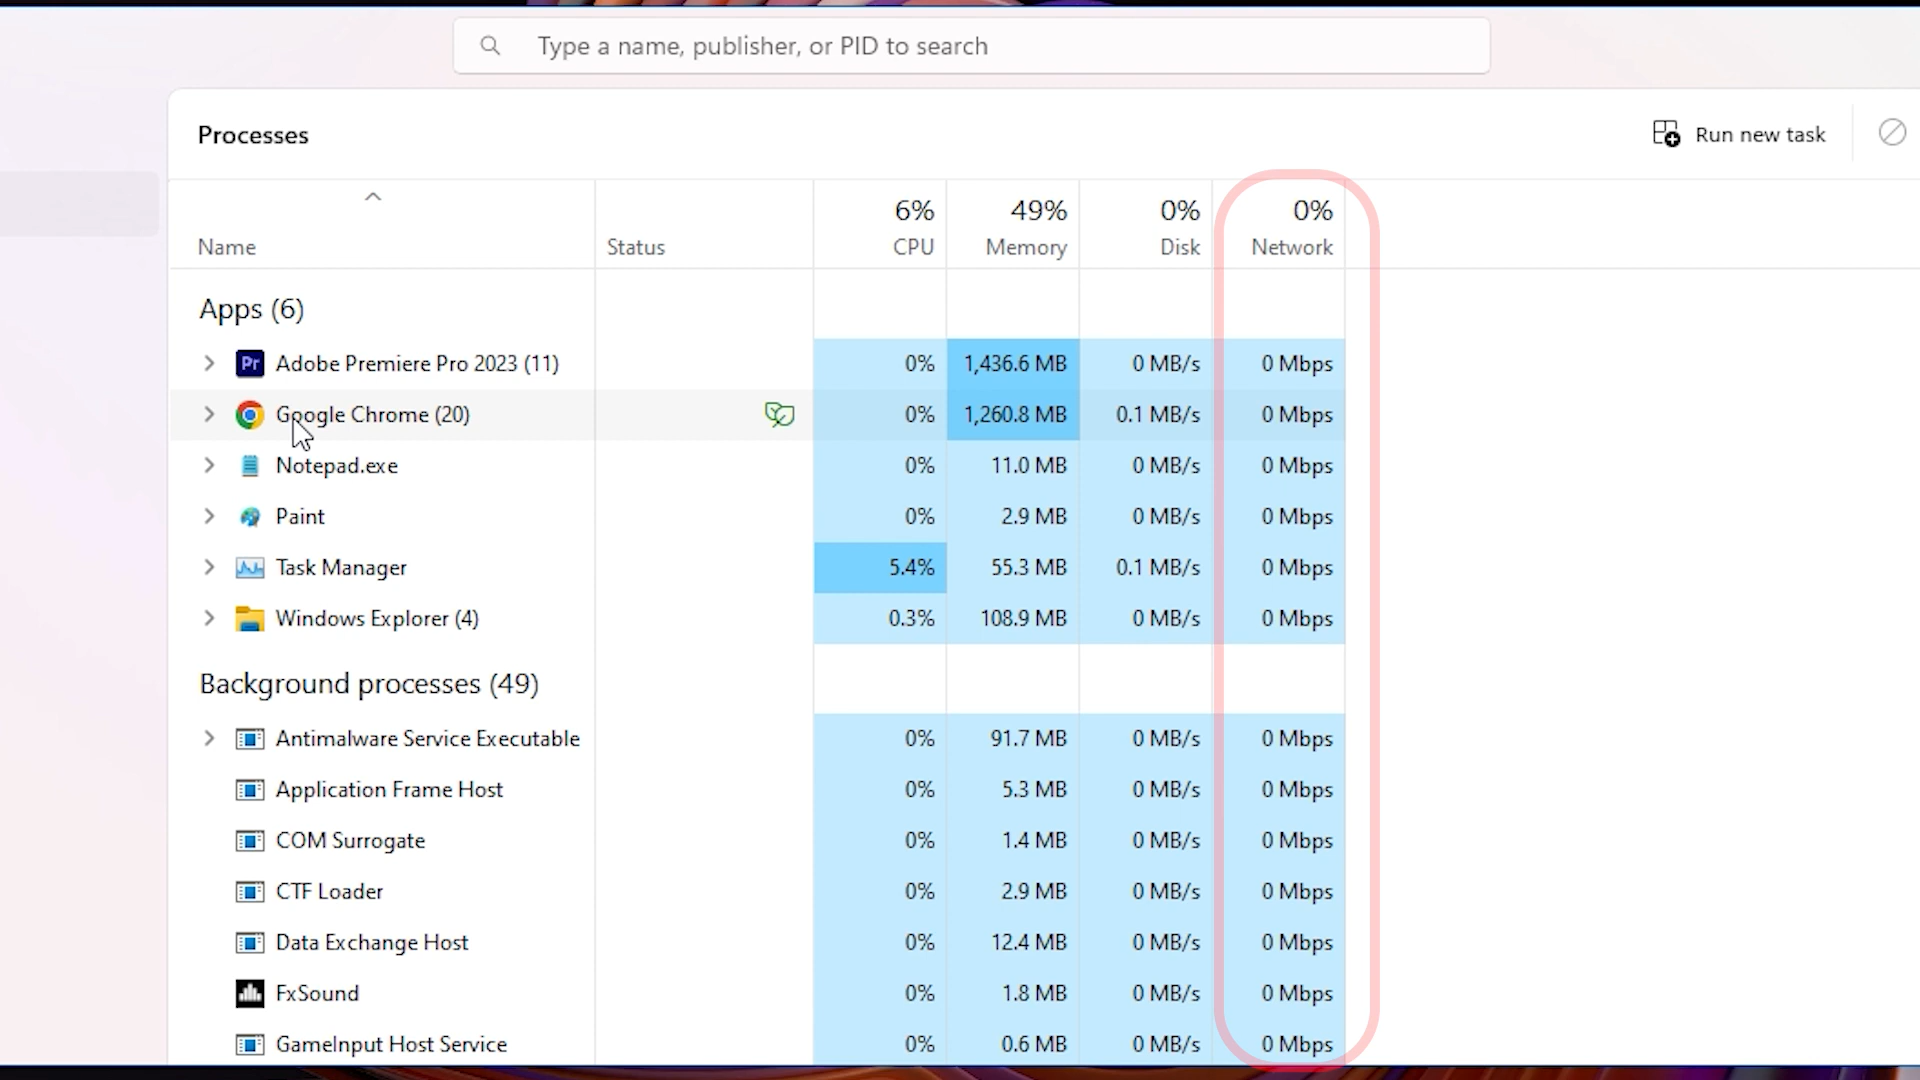 Type a name, publisher, or PID to search
Processes
Run new task
6% 49% 0% 0%
Name Status CPU Memory Disk Network
Apps (6)
Pr Adobe Premiere Pro 2023 (11) 0% 1,436.6 MB 0 MB/s 0 Mbps
Google Chrome (20) 0% 1,260.8 MB 0.1 MB/s 0 Mbps
Notepad.exe 0% 11.0 MB 0 MB/s 0 Mbps
Paint 0% 2.9 MB 0 MB/s 0 Mbps
Task Manager 5.4% 55.3 MB 0.1 MB/s 0 Mbps
Windows Explorer (4) 0.3% 108.9 MB 0 MB/s 0 Mbps
Background processes (49)
Antimalware Service Executable 0% 91.7 MB 0 MB/s 0 Mbps
Application Frame Host 0% 5.3 MB 0 MB/s 0 Mbps
COM Surrogate 0% 1.4 MB 0 MB/s 0 Mbps
CTF Loader 0% 2.9 MB 0 MB/s 0 Mbps
Data Exchange Host 0% 12.4 MB 0 MB/s 0 Mbps
FxSound 0% 1.8 MB 0 MB/s 0 Mbps
GameInput Host Service 0% 0.6 MB 0 MB/s 0 Mbps